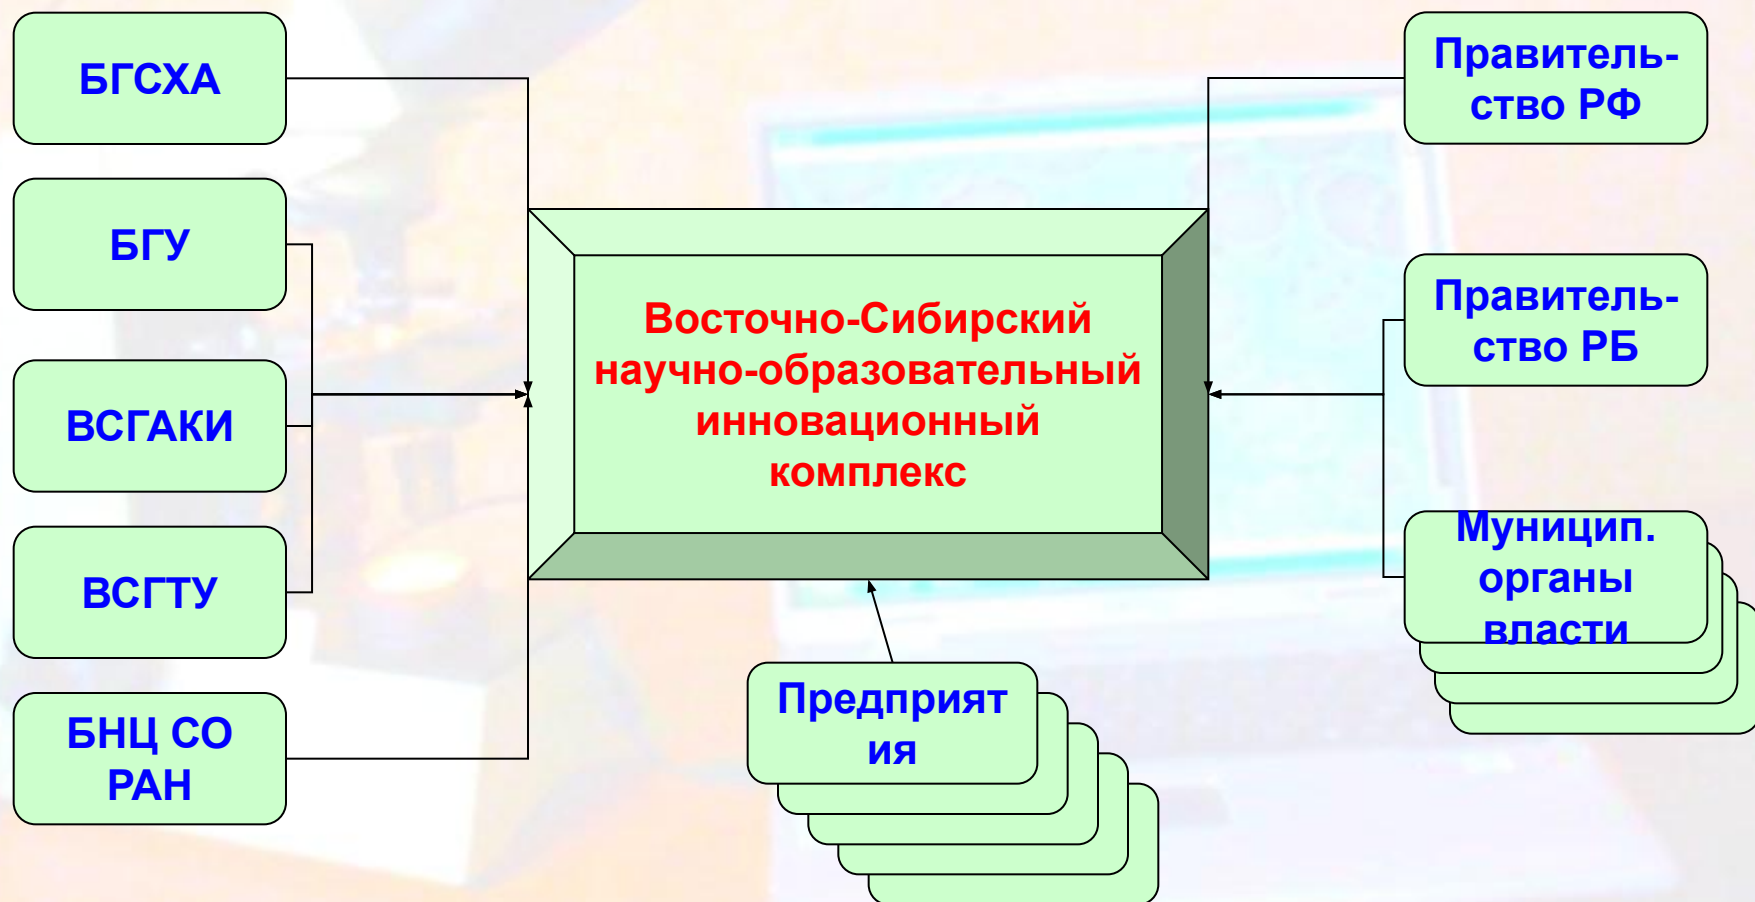 БГСХА
БГУ
ВСГАКИ
ВСГТУ
БНЦ СО
РАН
Восточно-Сибирский
научно-образовательный
инновационный
комплекс
Предприят
ия
Правитель-
ство РФ
Правитель-
ство РБ
Муницип.
органы
власти